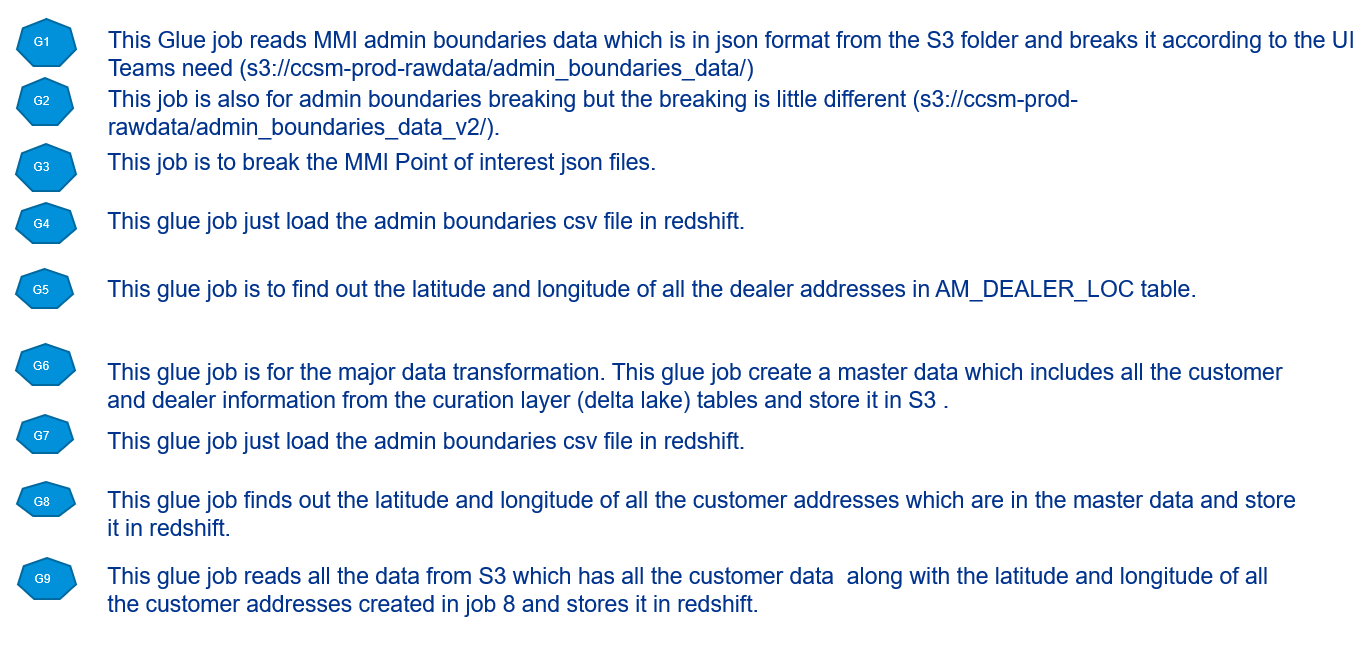 G1
This Glue job reads MMI admin boundaries data which is in json format from the S3 folder and breaks it according to the UI
Teams need (s3://ccsm-prod-rawdata/admin_boundaries_data/)
G2
This job is also for admin boundaries breaking but the breaking is little different (s3://ccsm-prod-
rawdata/admin_boundaries_data_v2/).
G3
This job is to break the MMI Point of interest json files.
G4
This glue job just load the admin boundaries csv file in redshift.
G5
This glue job is to find out the latitude and longitude of all the dealer addresses in AM_DEALER_LOC table.
G6
This glue job is for the major data transformation. This glue job create a master data which includes all the customer
and dealer information from the curation layer (delta lake) tables and store it in S3 .
G7
This glue job just load the admin boundaries csv file in redshift.
G8
This glue job finds out the latitude and longitude of all the customer addresses which are in the master data and store
it in redshift.
G9
This glue job reads all the data from S3 which has all the customer data  along with the latitude and longitude of all
the customer addresses created in job 8 and stores it in redshift.